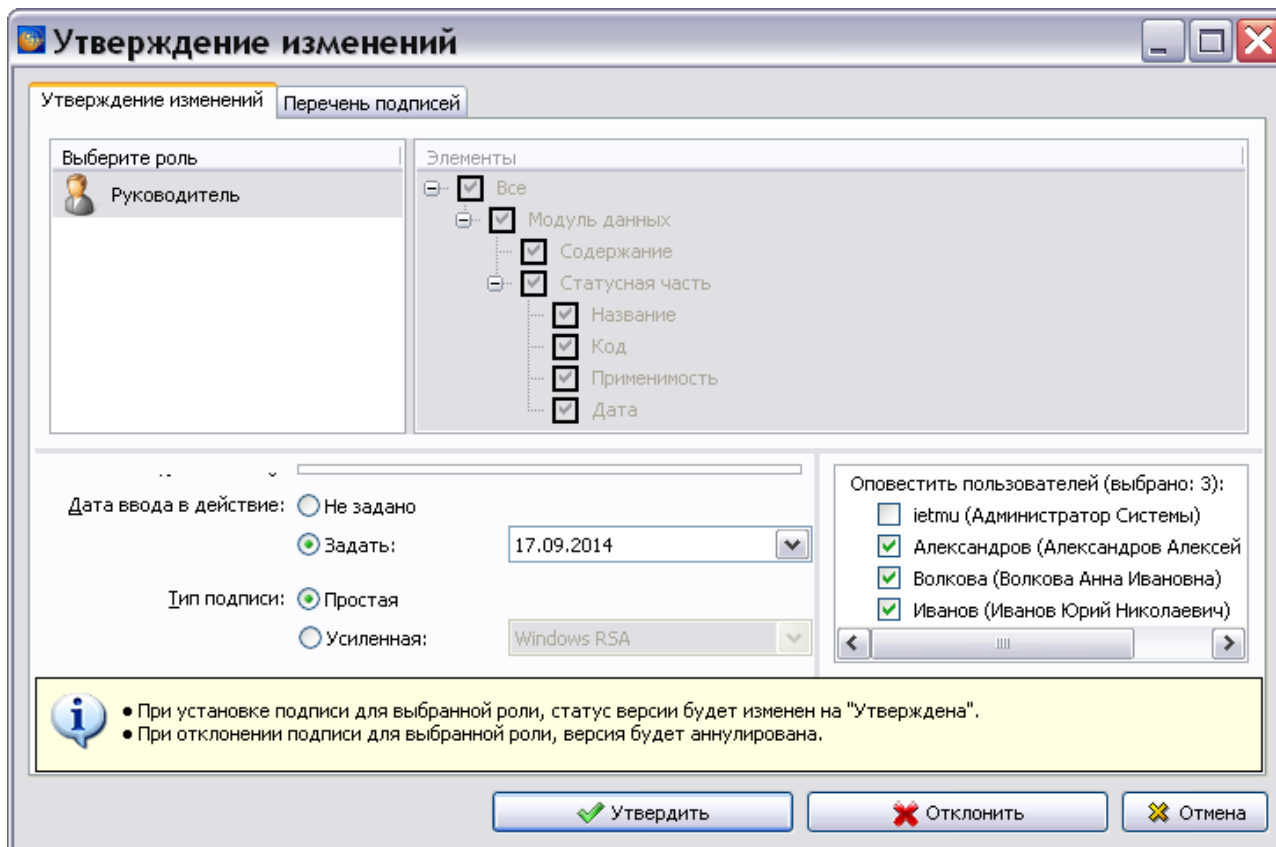 Утверждение изменений
Утверждение изменений
Перечень подписей
Выберите роль
Руководитель
Элементы
Все
Модуль данных
Содержание
Статусная часть
Название
Код
Применимость
Дата
Дата ввода в действие:
Не задано
Задать:
17.09.2014
Тип подписи:
Простая
Усиленная:
Windows RSA
Оповестить пользователей (выбрано: 3):
ietmu (Администратор Системы)
Александров (Александров Алексей
Волкова (Волкова Анна Ивановна)
Иванов (Иванов Юрий Николаевич)
• При установке подписи для выбранной роли, статус версии будет изменен на "Утверждена".
• При отклонении подписи для выбранной роли, версия будет аннулирована.
Утвердить
Отклонить
Отмена